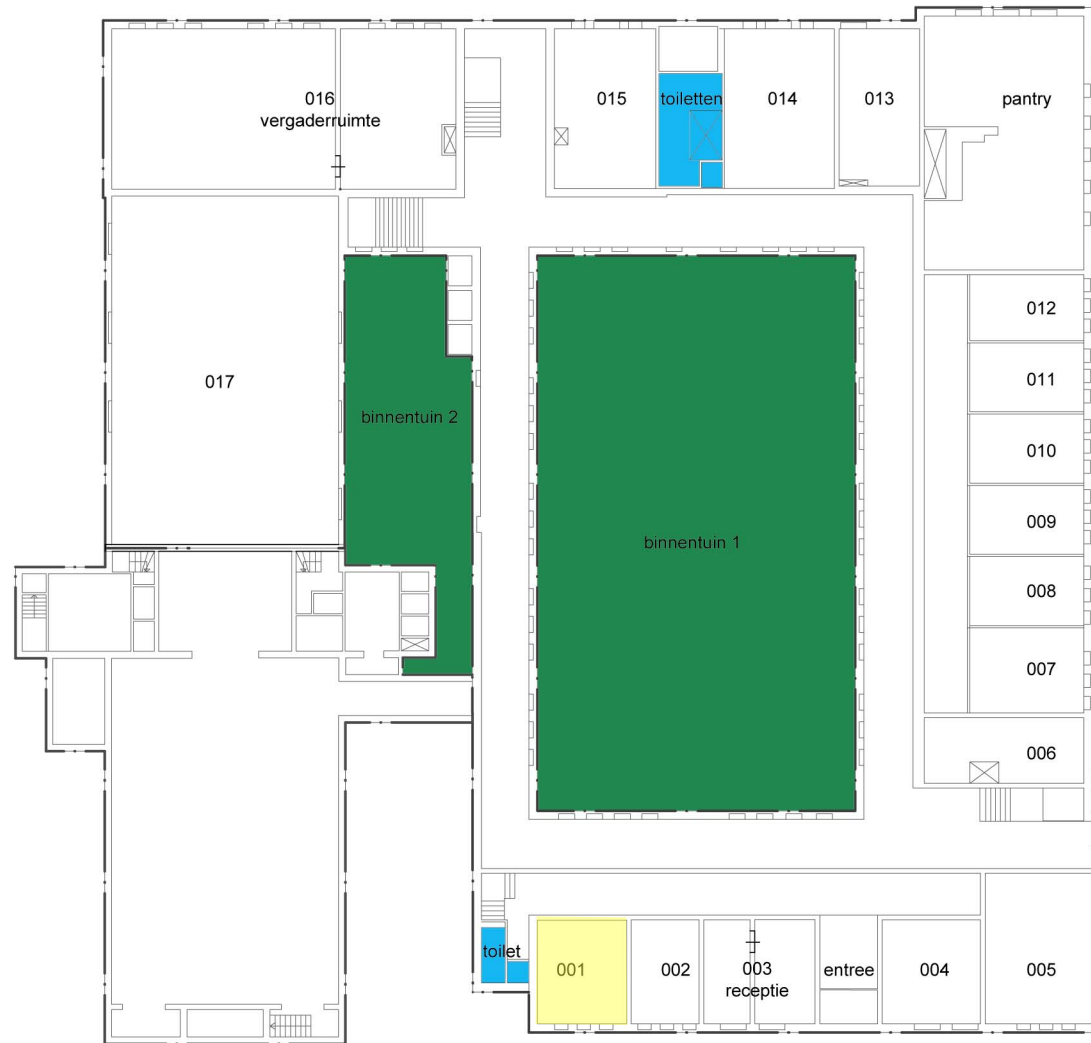 016
vergaderruimte
015
toiletten
014
013
pantry
012
017
011
binnentuin 2
010
009
binnentuin 1
008
007
006
toilet
001
002
003
receptie
entree
004
005